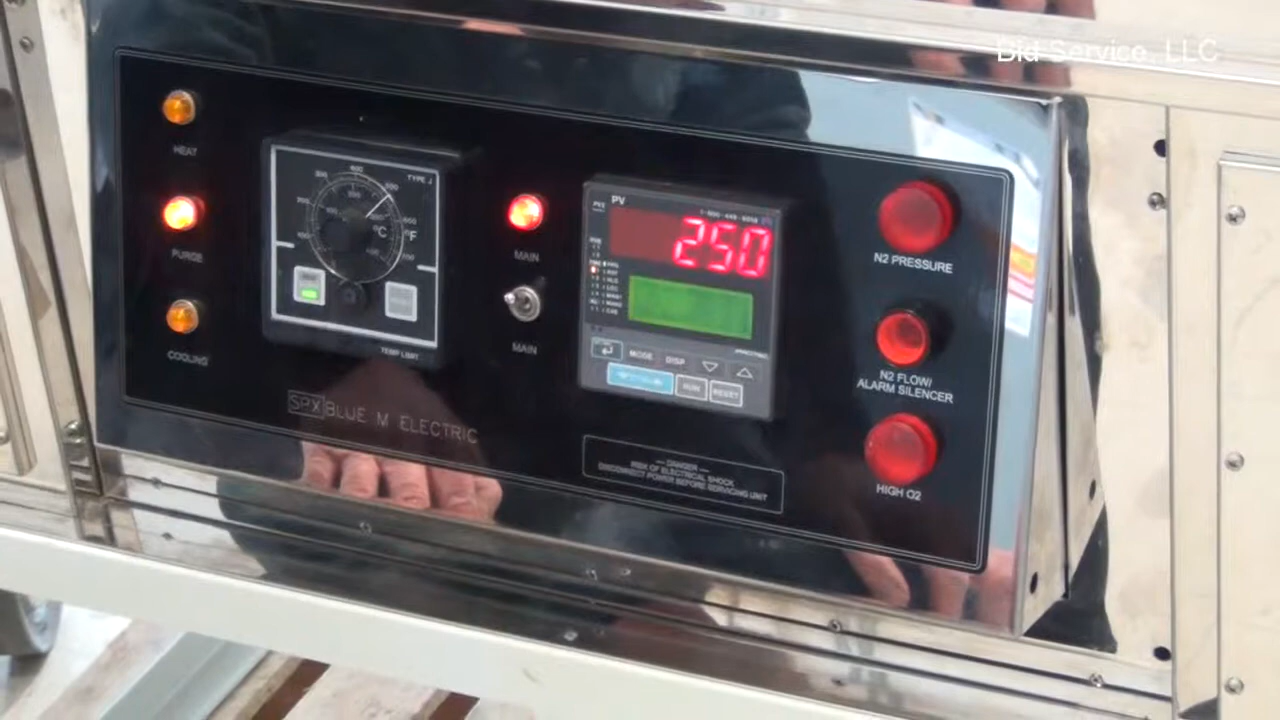 Bid Service, LLC
HEAT
PURGE
COOLING
TYPE J
°C
°F
TEMP LIMIT
MAIN
MAIN
PV
250
MODE
DISP
RUN
RESET
N2 PRESSURE
N2 FLOW/
ALARM SILENCER
HIGH O2
SPX BLUE M ELECTRIC
DANGER
RISK OF ELECTRICAL SHOCK
DISCONNECT POWER BEFORE SERVICING UNIT